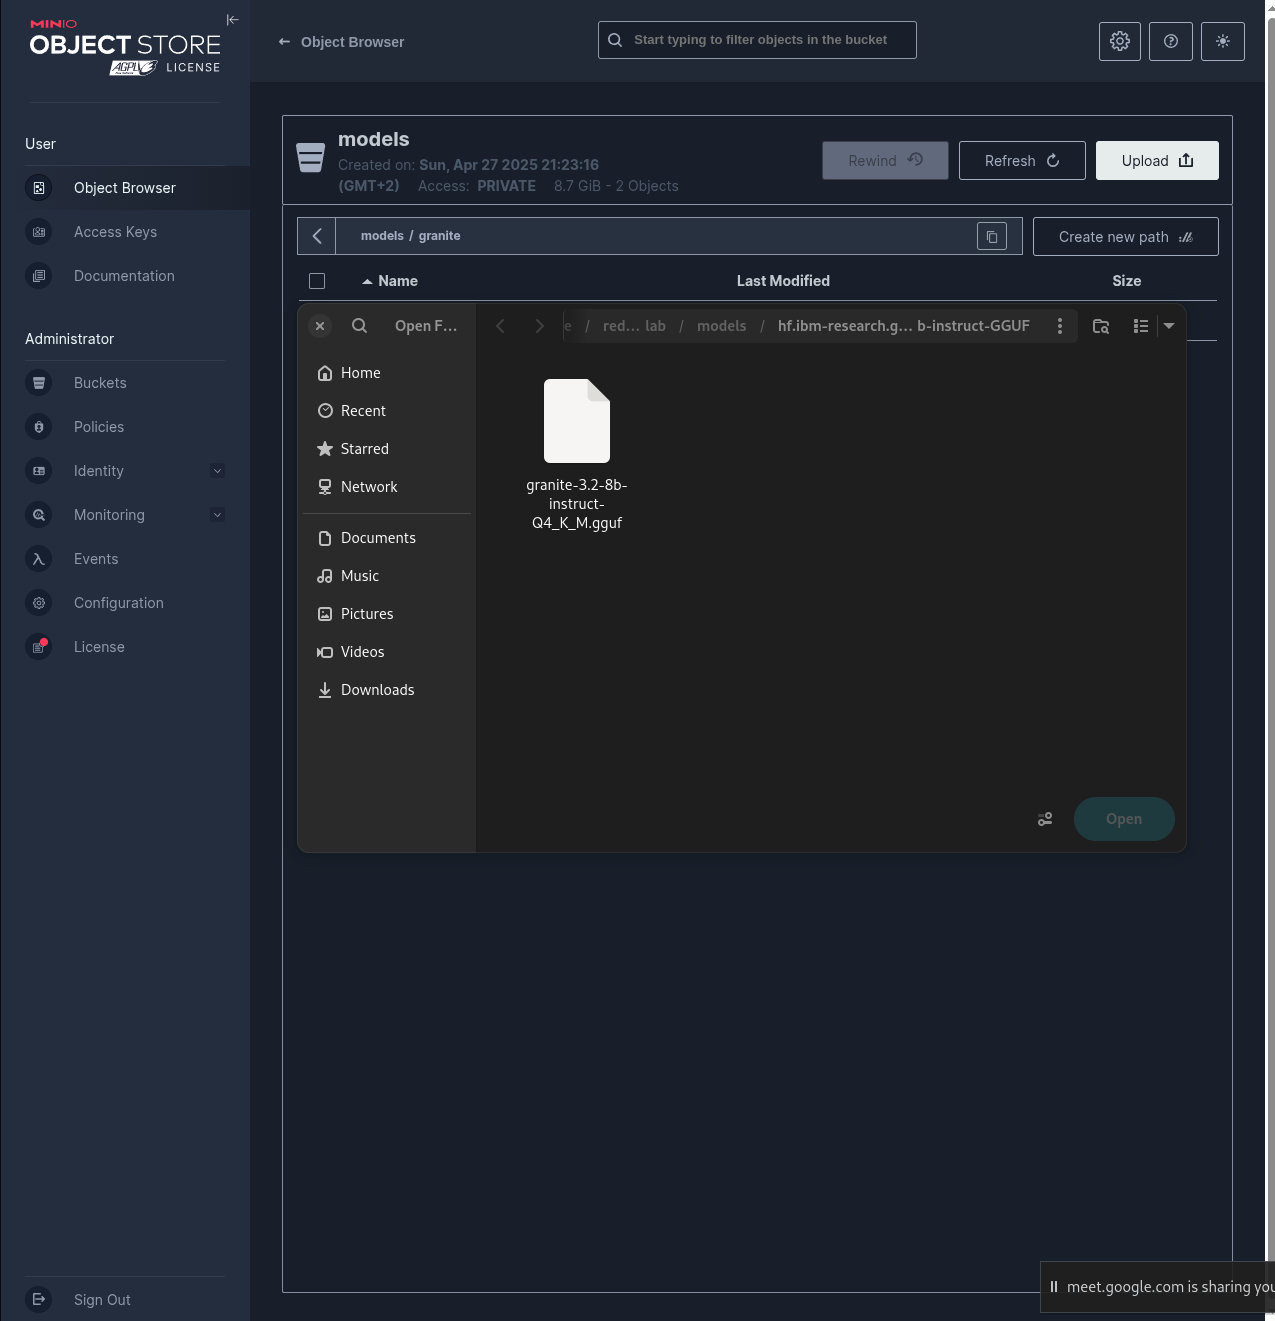 MINIO
OBJECT STORE
AGPLv3 LICENSE
Object Browser
Start typing to filter objects in the bucket
User
Object Browser
Access Keys
Documentation
Administrator
Buckets
Policies
Identity
Monitoring
Events
Configuration
License
Sign Out
models
Created on: Sun, Apr 27 2025 21:23:16
(GMT+2) Access: PRIVATE 8.7 GiB - 2 Objects
Rewind
Refresh
Upload
models / granite
Create new path
Name Last Modified Size
Open F...
e / red... lab / models / hf.ibm-research.g... b-instruct-GGUF
Home
Recent
Starred
Network
Documents
Music
Pictures
Videos
Downloads
granite-3.2-8b-
instruct-
Q4_K_M.gguf
Open
meet.google.com is sharing you